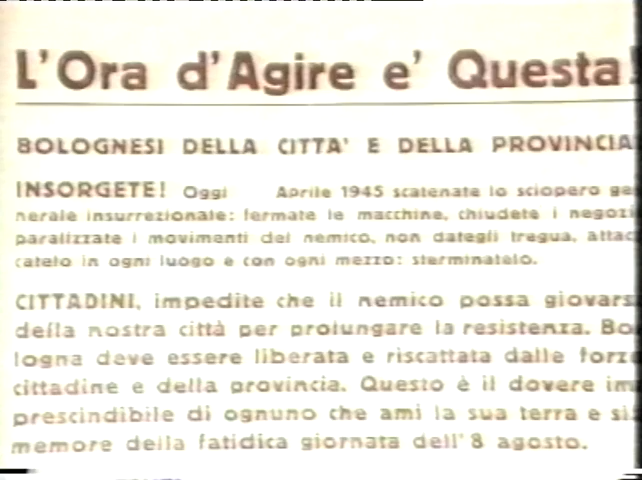 L'Ora d'Agire e' Questa!
BOLOGNESI DELLA CITTA' E DELLA PROVINCIA
INSORGETE! Oggi Aprile 1945 scatenate lo sciopero ge
nerale insurrezionale: fermate le macchine, chiudete i negozi
paralizzate i movimenti del nemico, non dategli tregua, attac
catelo in ogni luogo e con ogni mezzo: sterminatelo.
CITTADINI, impedite che il nemico possa giovars
della nostra città per prolungare la resistenza. Bo
logna deve essere liberata e riscattata dalle forze
cittadine e della provincia. Questo è il dovere im
prescindibile di ognuno che ami la sua terra e si
memore della fatidica giornata dell' 8 agosto.